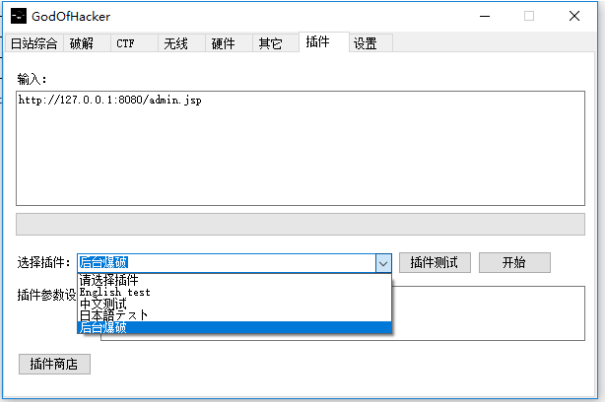 GodOfHacker
日站综合 破解 CTF 无线 硬件 其它 插件 设置
输入:
http://127.0.0.1:8080/admin.jsp
选择插件: 后台爆破 插件测试 开始
请选择插件
English test
插件参数设
中文测试
日本語テスト
后台爆破
插件商店